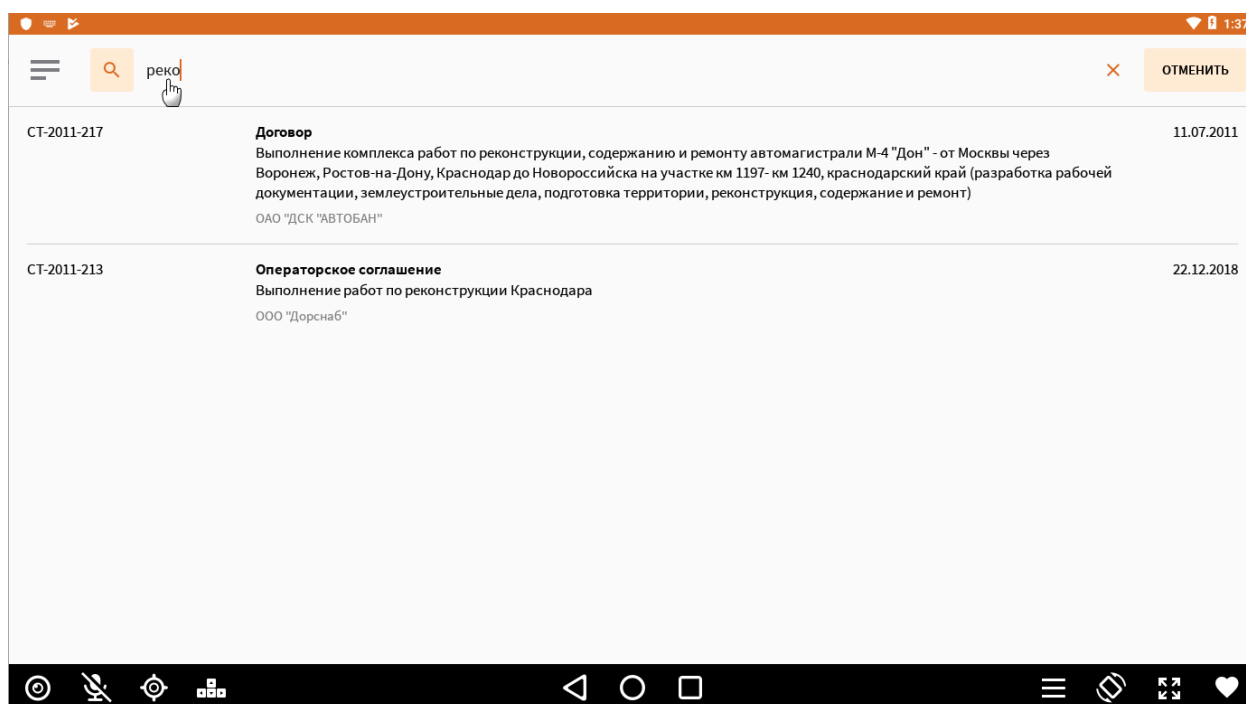 1:37
реко
ОТМЕНИТЬ
СТ-2011-217
Договор
11.07.2011
Выполнение комплекса работ по реконструкции, содержанию и ремонту автомагистрали М-4 "Дон" - от Москвы через
Воронеж, Ростов-на-Дону, Краснодар до Новороссийска на участке км 1197- км 1240, краснодарский край (разработка рабочей
документации, землеустроительные дела, подготовка территории, реконструкция, содержание и ремонт)
ОАО "ДСК "АВТОБАН"
СТ-2011-213
Операторское соглашение
22.12.2018
Выполнение работ по реконструкции Краснодара
ООО "Дорснаб"